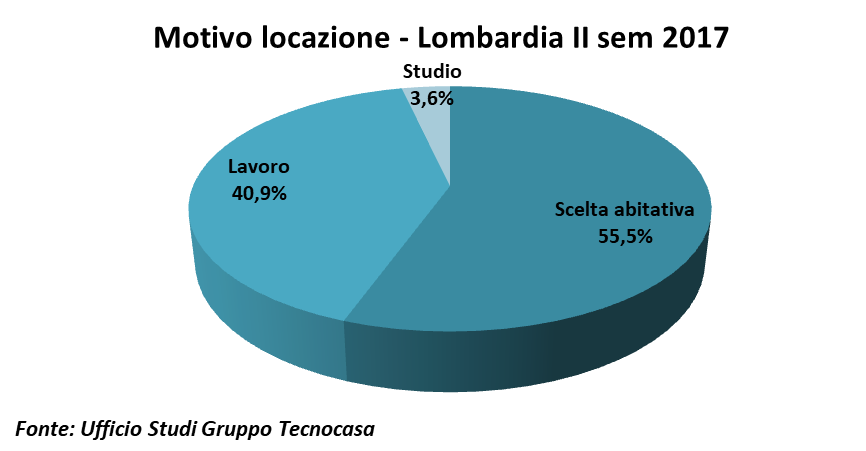 Motivo locazione - Lombardia II sem 2017
Studio
3,6%
Lavoro
40,9%
Scelta abitativa
55,5%
Fonte: Ufficio Studi Gruppo Tecnocasa